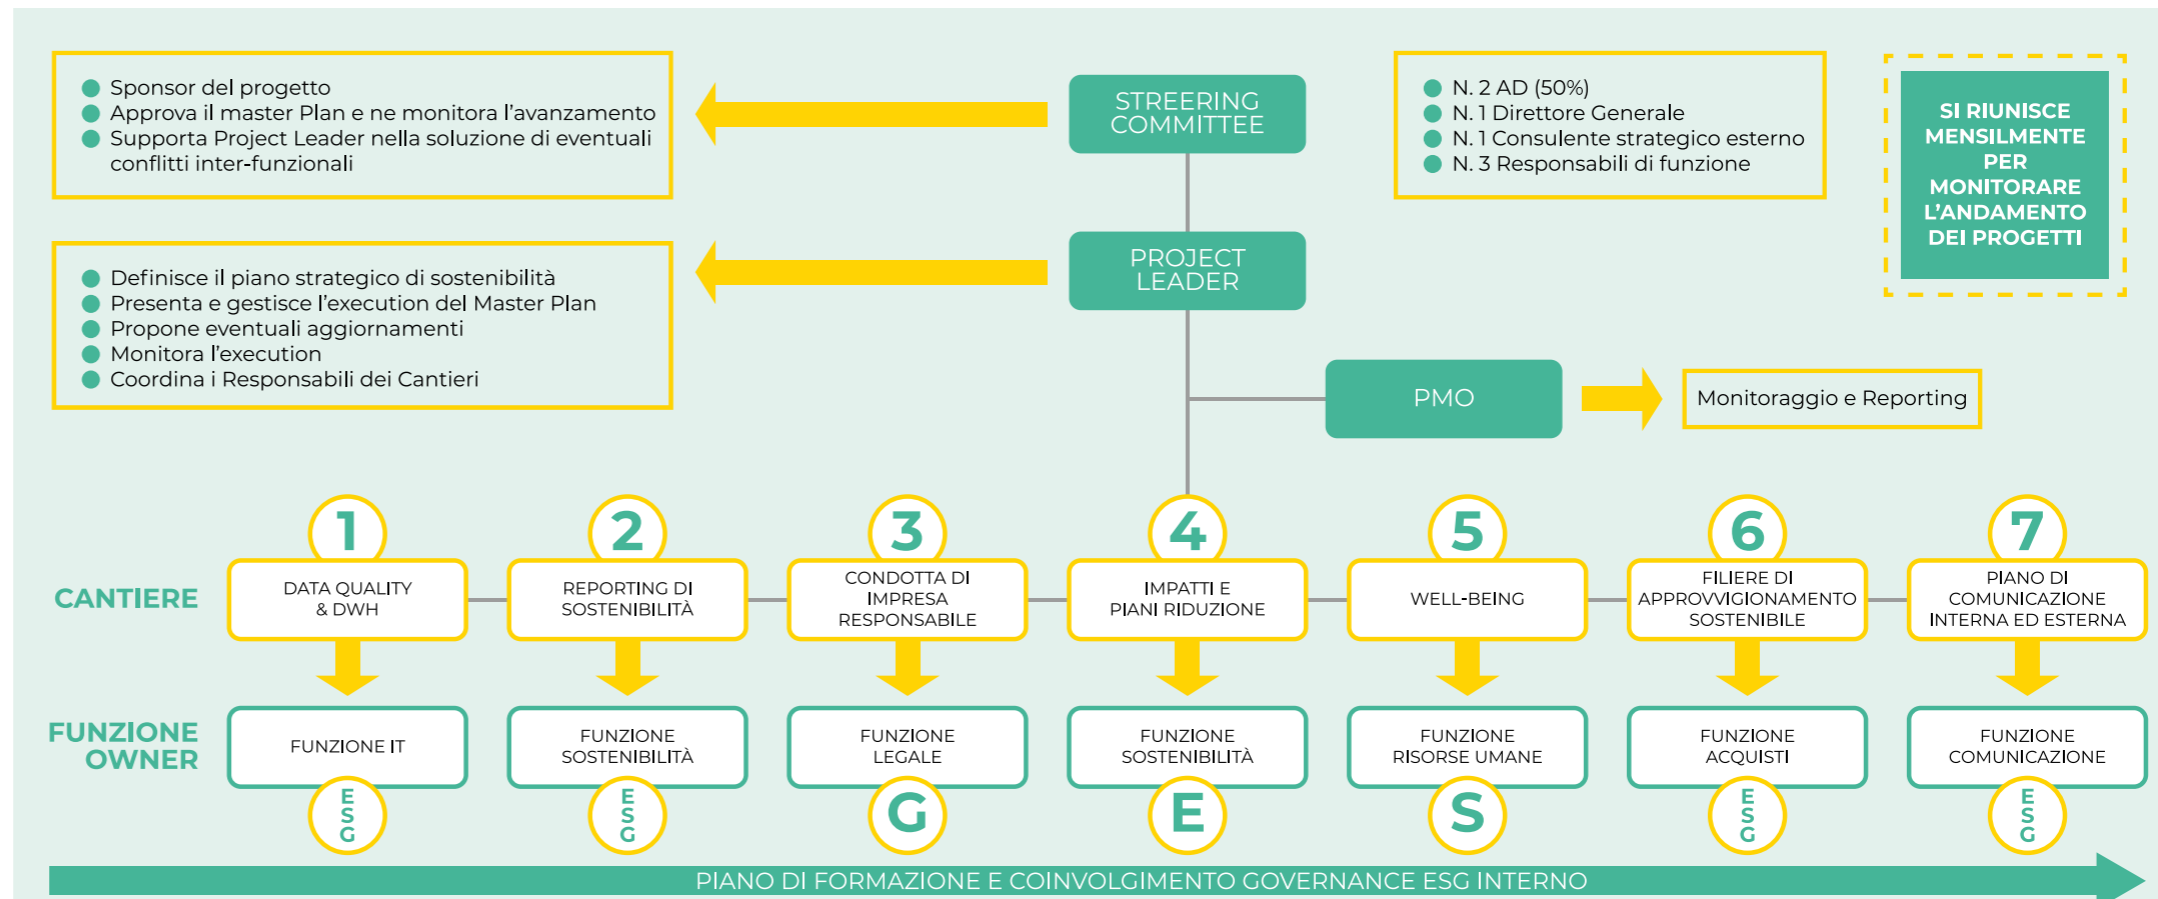 Sponsor del progetto
Approva il master Plan e ne monitora l'avanzamento
Supporta Project Leader nella soluzione di eventuali
conflitti inter-funzionali
STREERING
COMMITTEE
N. 2 AD (50%)
N. 1 Direttore Generale
N. 1 Consulente strategico esterno
N. 3 Responsabili di funzione
SI RIUNISCE
MENSILMENTE
PER
MONITORARE
L'ANDAMENTO
DEI PROGETTI
Definisce il piano strategico di sostenibilità
Presenta e gestisce l'execution del Master Plan
Propone eventuali aggiornamenti
Monitora l'execution
Coordina i Responsabili dei Cantieri
PROJECT
LEADER
PMO
Monitoraggio e Reporting
CANTIERE
1
DATA QUALITY
& DWH
2
REPORTING DI
SOSTENIBILITÀ
3
CONDOTTA DI
IMPRESA
RESPONSABILE
4
IMPATTI E
PIANI RIDUZIONE
5
WELL-BEING
6
FILIERE DI
APPROVVIGIONAMENTO
SOSTENIBILE
7
PIANO DI
COMUNICAZIONE
INTERNA ED ESTERNA
FUNZIONE
OWNER
FUNZIONE IT
E
S
G
FUNZIONE
SOSTENIBILITÀ
E
S
G
FUNZIONE
LEGALE
G
FUNZIONE
SOSTENIBILITÀ
E
FUNZIONE
RISORSE UMANE
S
FUNZIONE
ACQUISTI
E
S
G
FUNZIONE
COMUNICAZIONE
E
S
G
PIANO DI FORMAZIONE E COINVOLGIMENTO GOVERNANCE ESG INTERNO